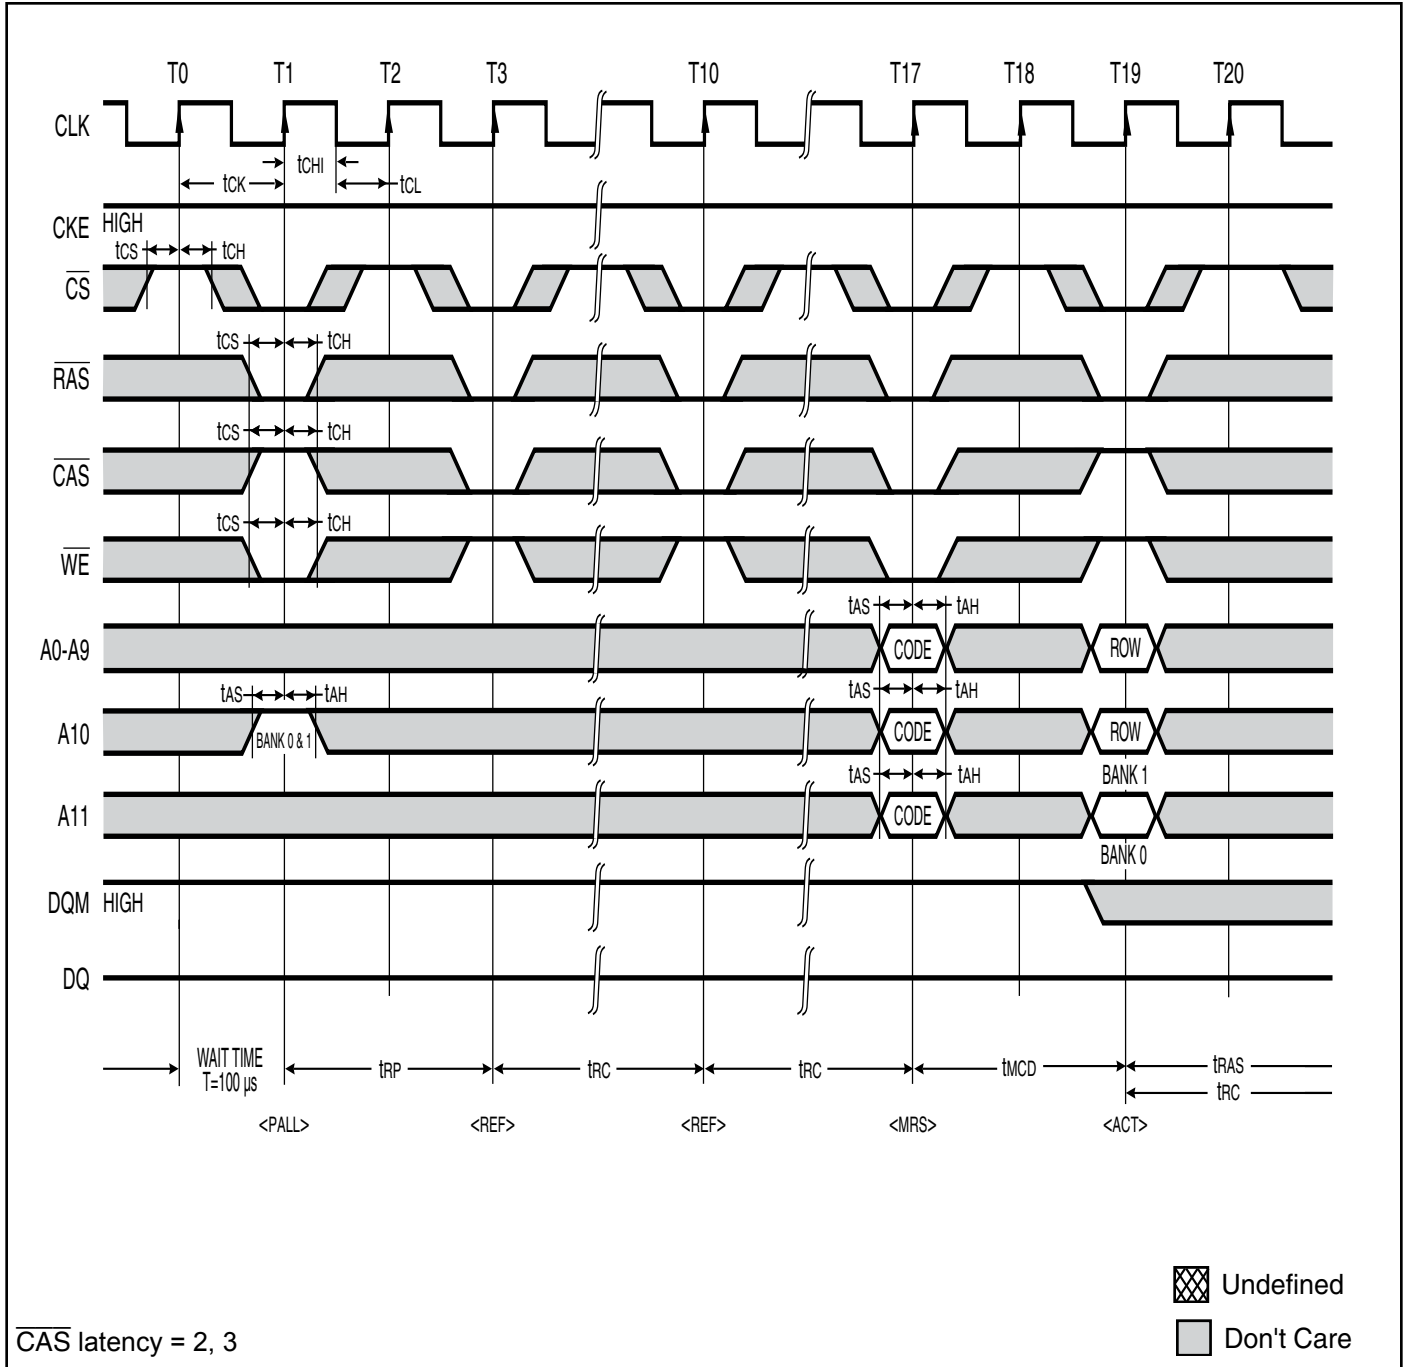 T0 T1 T2 T3 T10 T17 T18 T19 T20
CLK
tCHI
tCK tCL
CKE HIGH
tCS tCH
CS
tCS tCH
RAS
tCS tCH
CAS
tCS tCH
WE
tAS tAH
A0-A9 CODE ROW
tAS tAH tAS tAH
A10 BANK 0 & 1 CODE ROW
tAS tAH BANK 1
A11 CODE
BANK 0
DQM HIGH
DQ
WAIT TIME
T=100 µs
tRP tRC tRC tMCD tRAS
tRC
<PALL> <REF> <REF> <MRS> <ACT>
Undefined
CAS latency = 2, 3
Don't Care